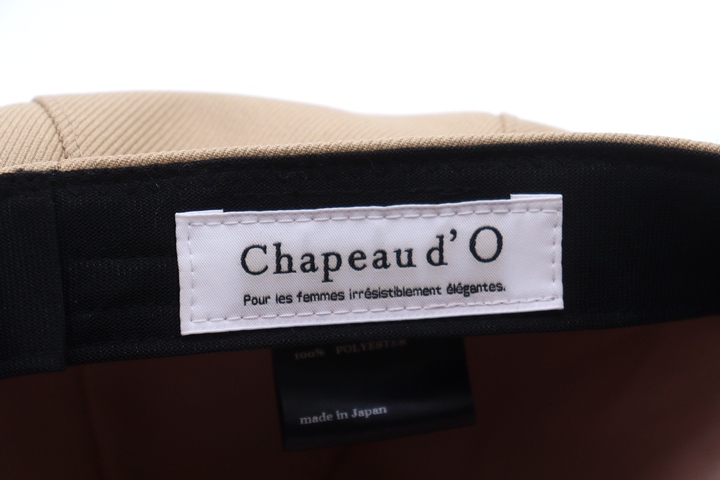 Chapeau d' O
Pour les femmes irrésistiblement élégantes.
100% POLYESTER
made in Japan